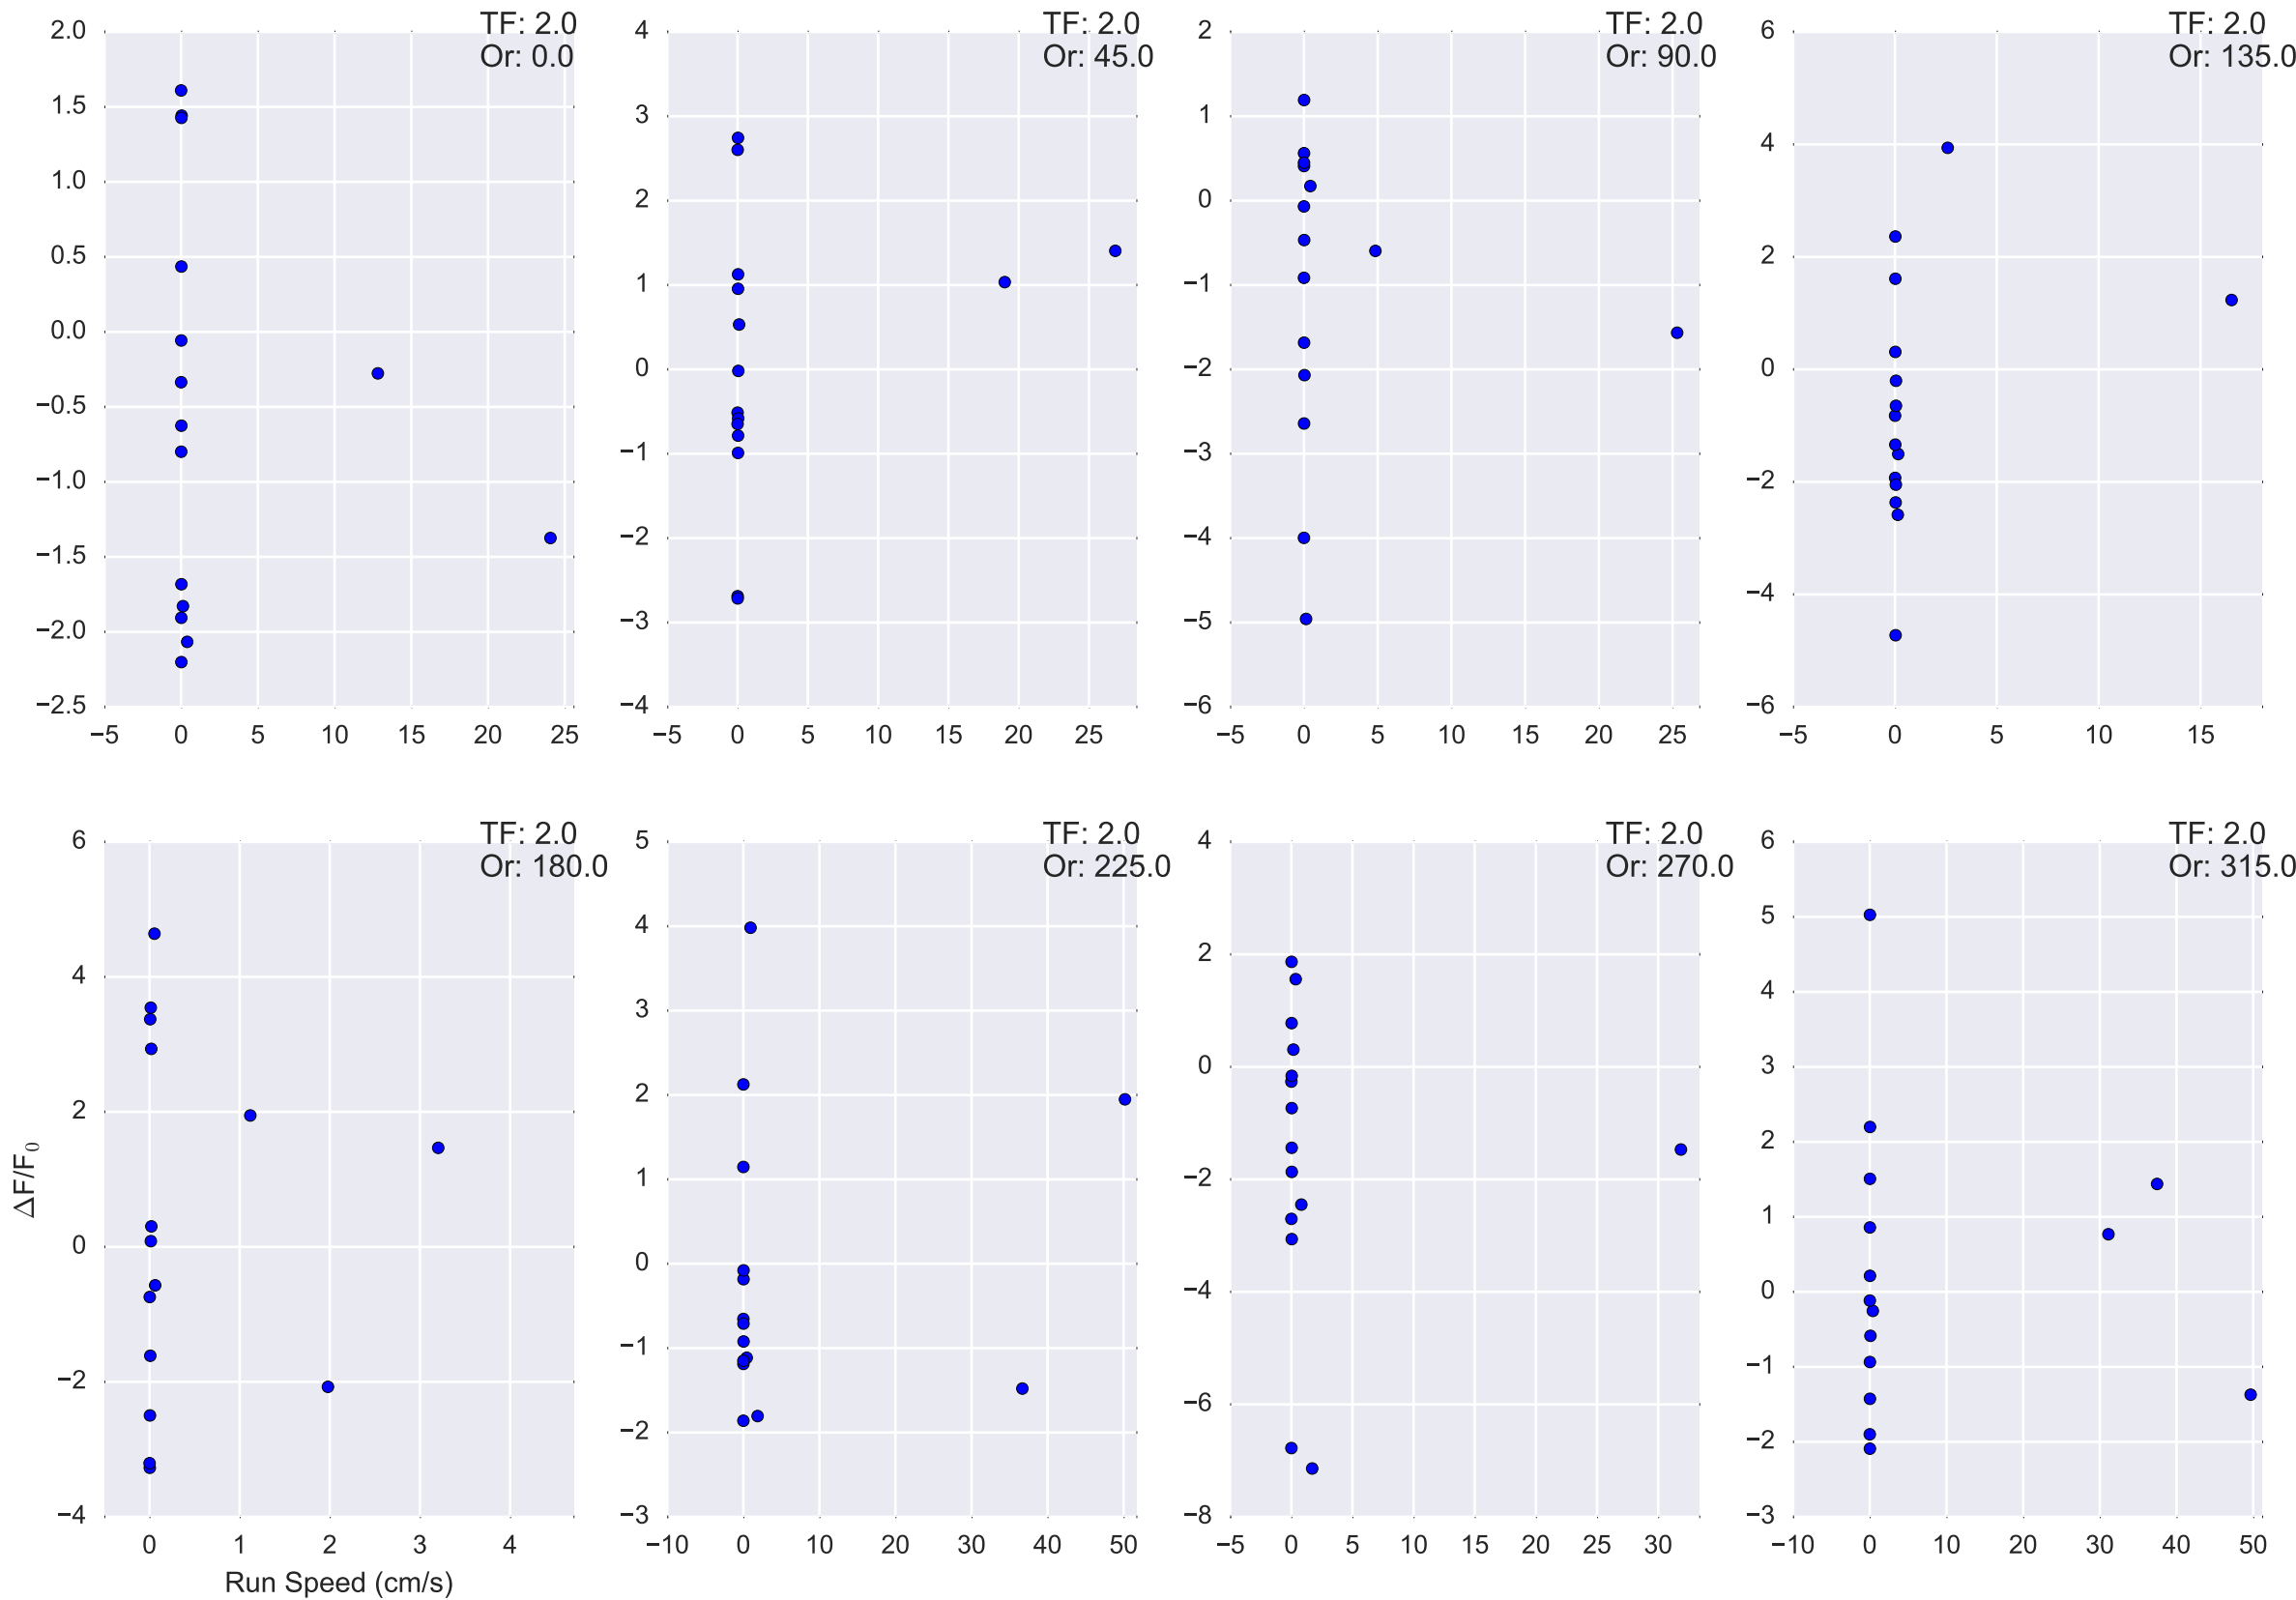 TF: 2.0
Or: 0.0
2.0
1.5
1.0
0.5
0.0
−0.5
−1.0
−1.5
−2.0
−2.5
−5 0 5 10 15 20 25
TF: 2.0
Or: 45.0
4
3
2
1
0
−1
−2
−3
−4
−5 0 5 10 15 20 25
TF: 2.0
Or: 90.0
2
1
0
−1
−2
−3
−4
−5
−6
−5 0 5 10 15 20 25
TF: 2.0
Or: 135.0
6
4
2
0
−2
−4
−6
−5 0 5 10 15
TF: 2.0
Or: 180.0
6
4
2
0
−2
−4
ΔF/F₀
0 1 2 3 4
Run Speed (cm/s)
TF: 2.0
Or: 225.0
5
4
3
2
1
0
−1
−2
−3
−10 0 10 20 30 40 50
TF: 2.0
Or: 270.0
4
2
0
−2
−4
−6
−8
−5 0 5 10 15 20 25 30
TF: 2.0
Or: 315.0
6
5
4
3
2
1
0
−1
−2
−3
−10 0 10 20 30 40 50